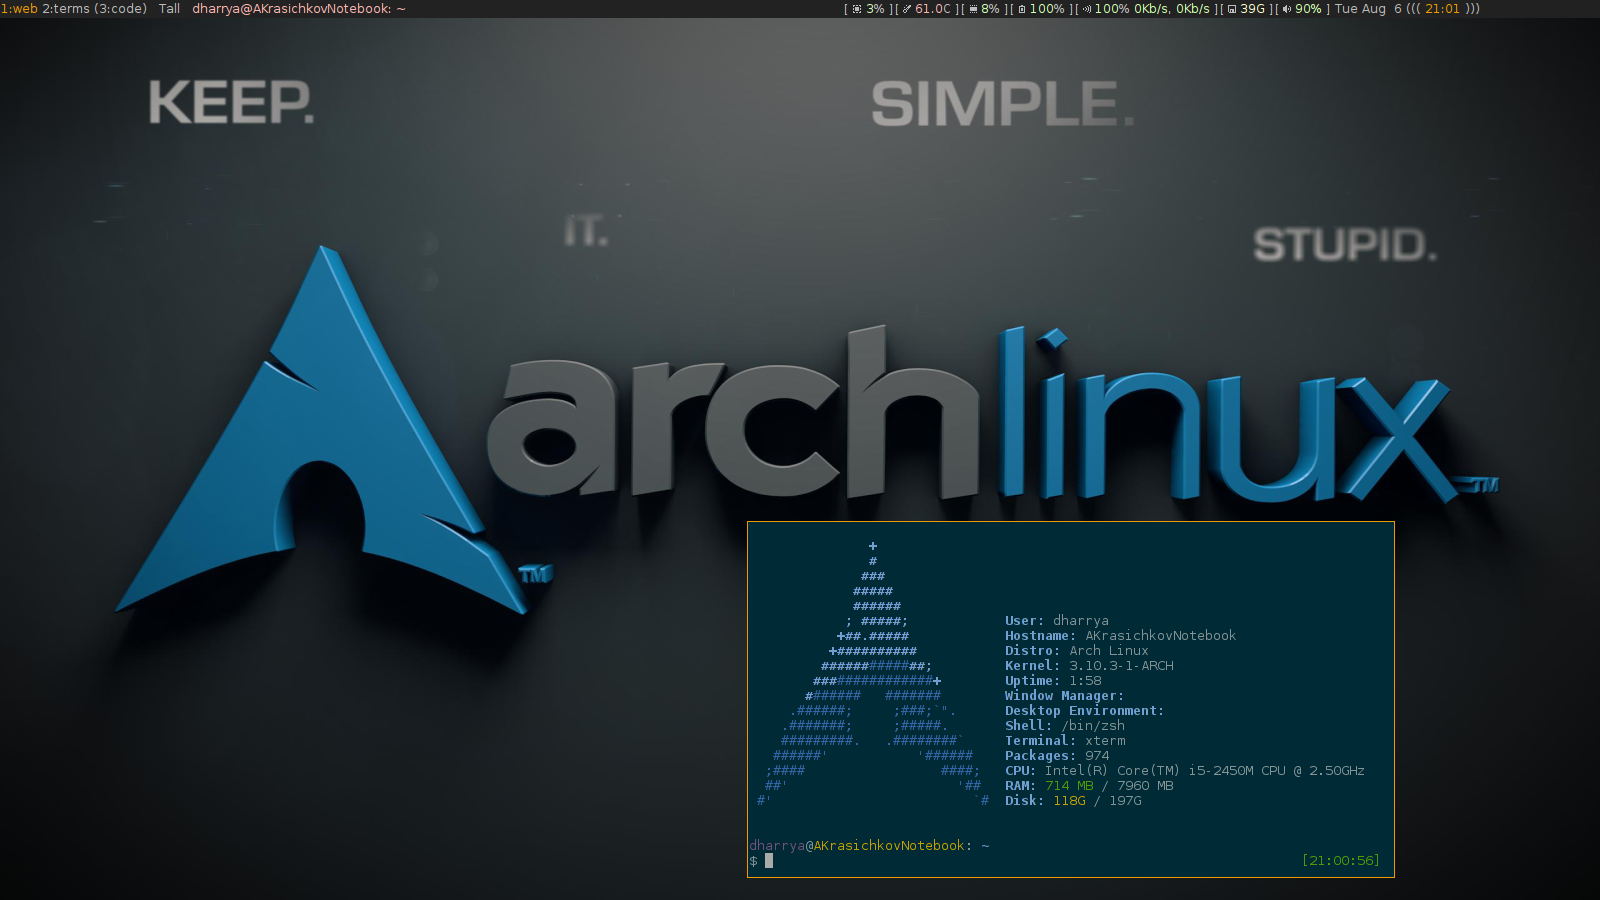 1:web 2:terms (3:code) Tall dharrya@AKrasichkovNotebook: ~ [ 3% ][ 61.0C ][ 8% ][ 100% ][ 100% 0Kb/s, 0Kb/s ][ 39G ][ 90% ] Tue Aug 6 ((( 21:01 )))
KEEP. SIMPLE.
IT. STUPID.
archlinux TM
TM
+
#
###
#####
######
; #####; User: dharrya
+##.##### Hostname: AKrasichkovNotebook
+########## Distro: Arch Linux
#############; Kernel: 3.10.3-1-ARCH
###############+ Uptime: 1:58
####### ####### Window Manager:
.######; ;###;`". Desktop Environment:
.#######; ;#####. Shell: /bin/zsh
#########. .########` Terminal: xterm
######' '###### Packages: 974
;#### ####; CPU: Intel(R) Core(TM) i5-2450M CPU @ 2.50GHz
##' '## RAM: 714 MB / 7960 MB
#' `# Disk: 118G / 197G
dharrya@AKrasichkovNotebook: ~
$ [21:00:56]